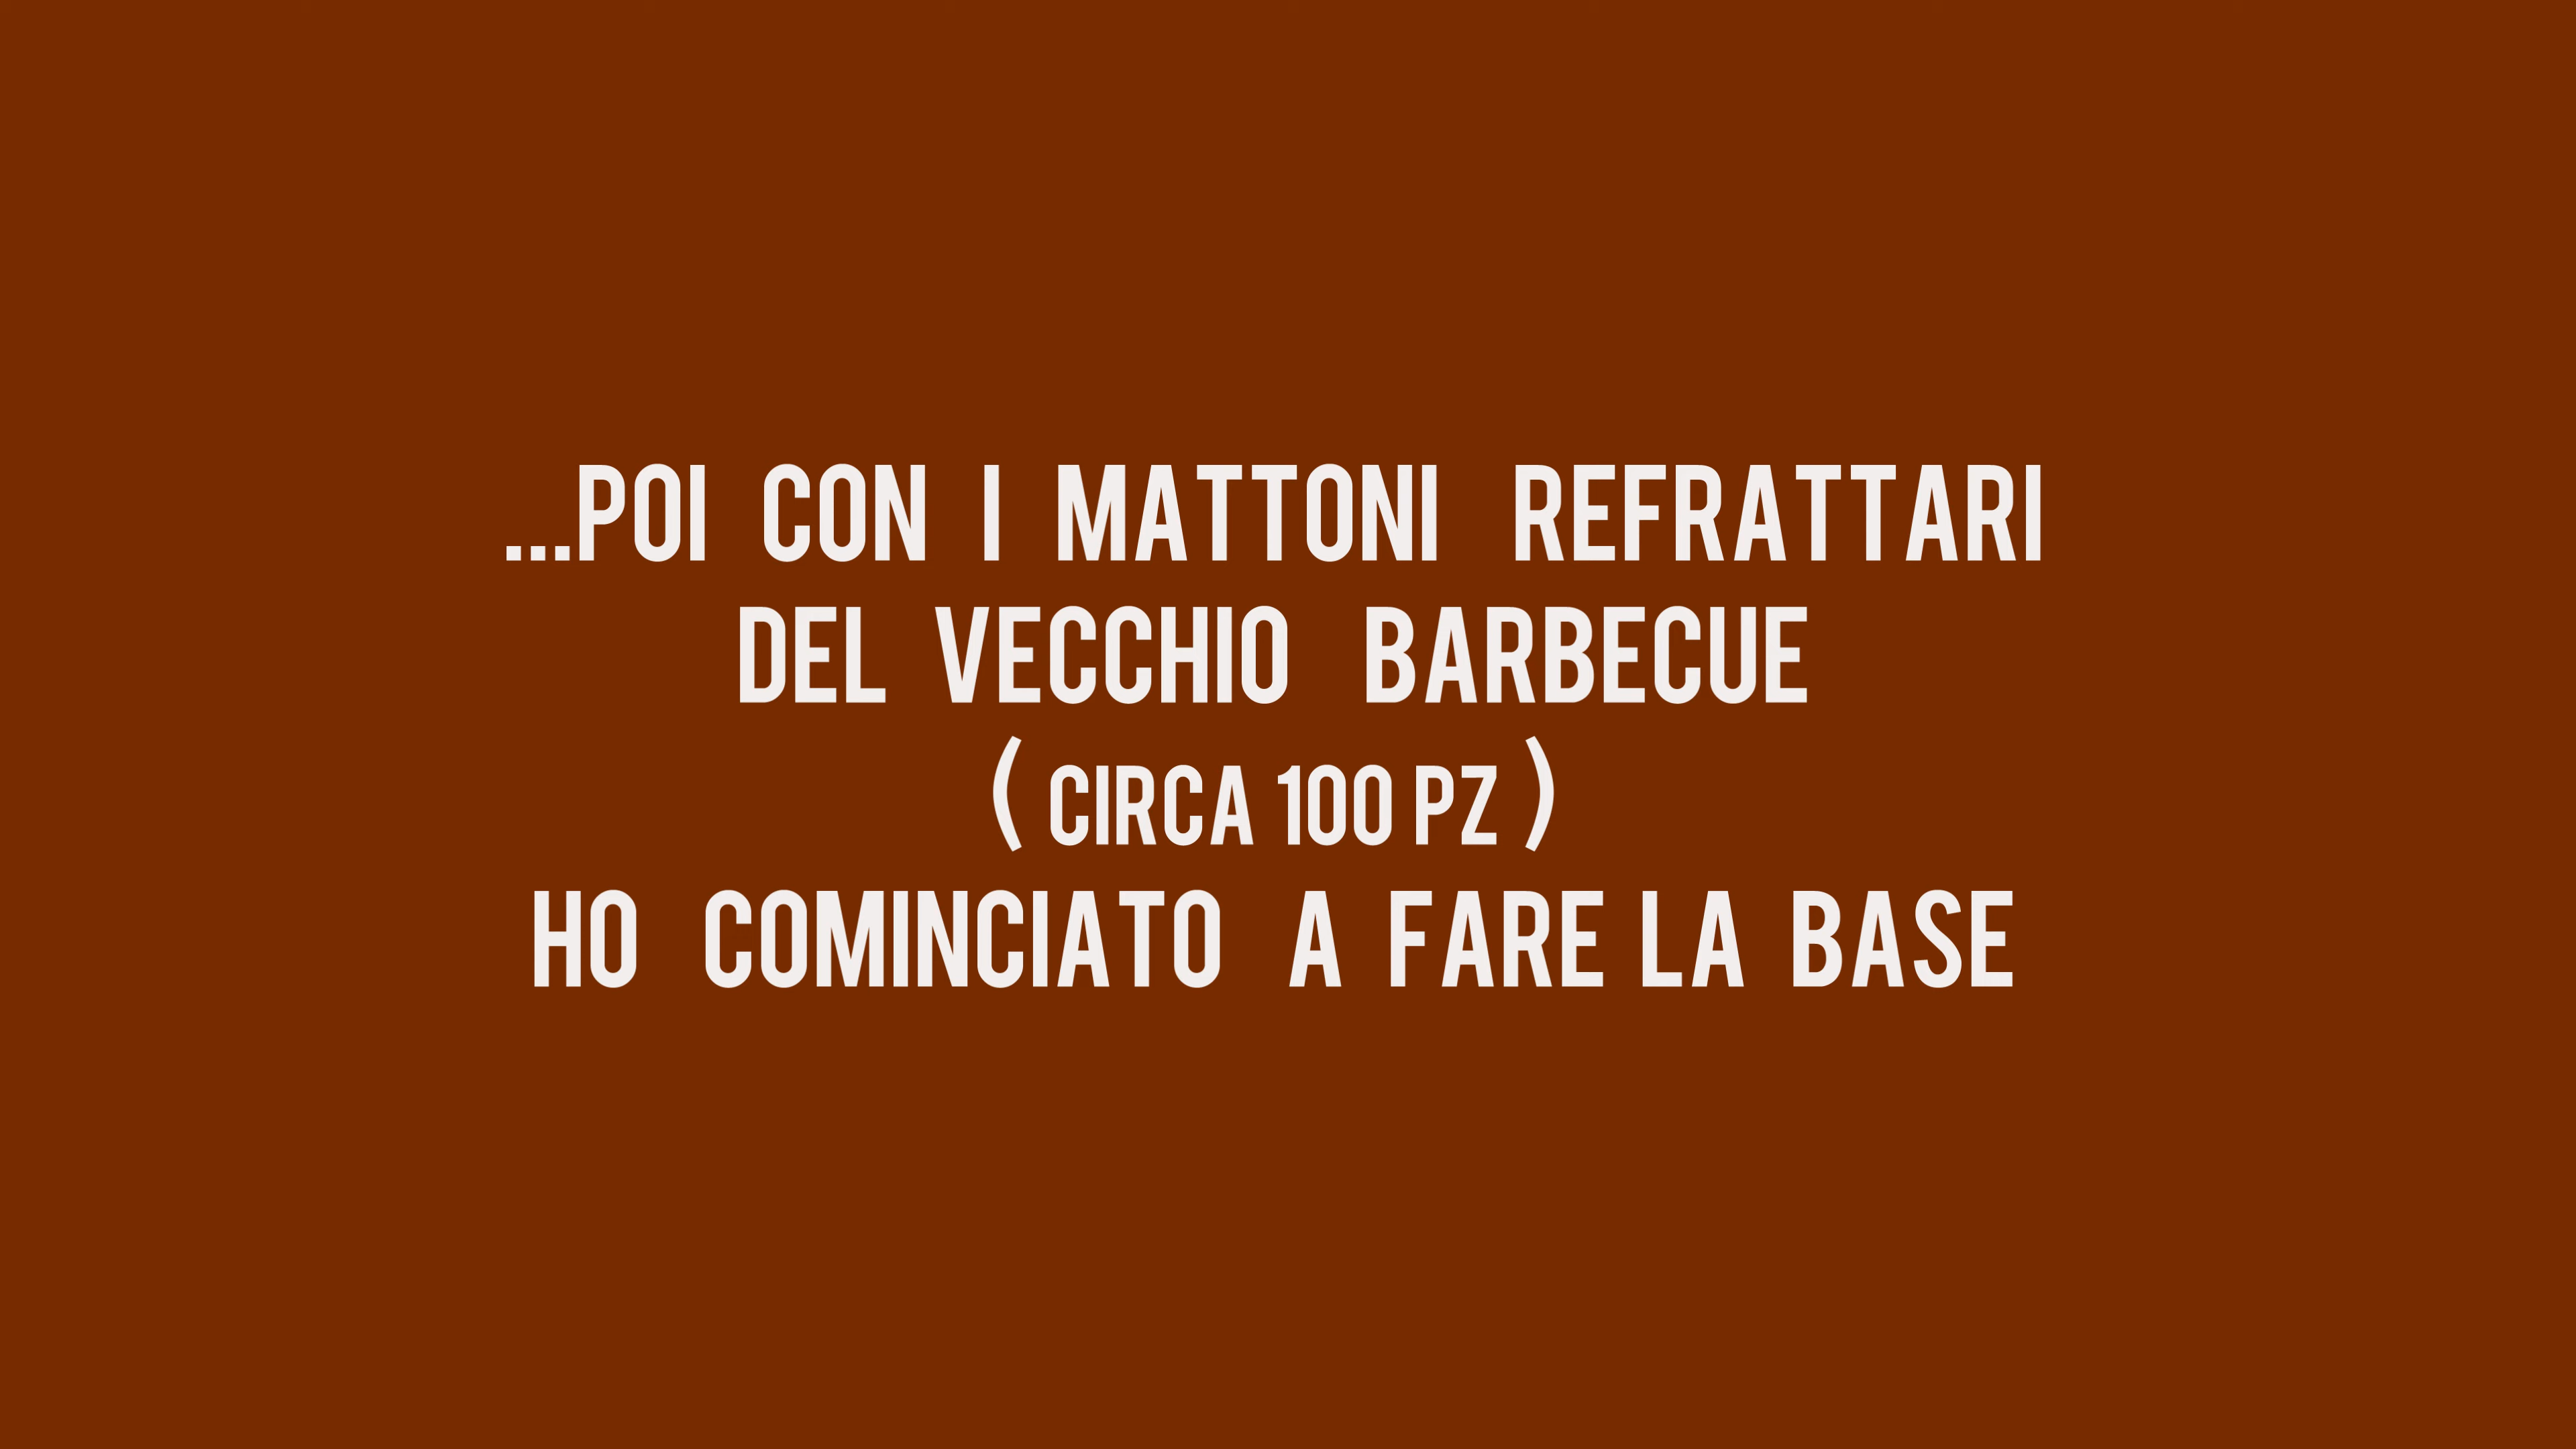 ...POI CON I MATTONI REFRATTARI
DEL VECCHIO BARBECUE
( CIRCA 100 PZ )
HO COMINCIATO A FARE LA BASE